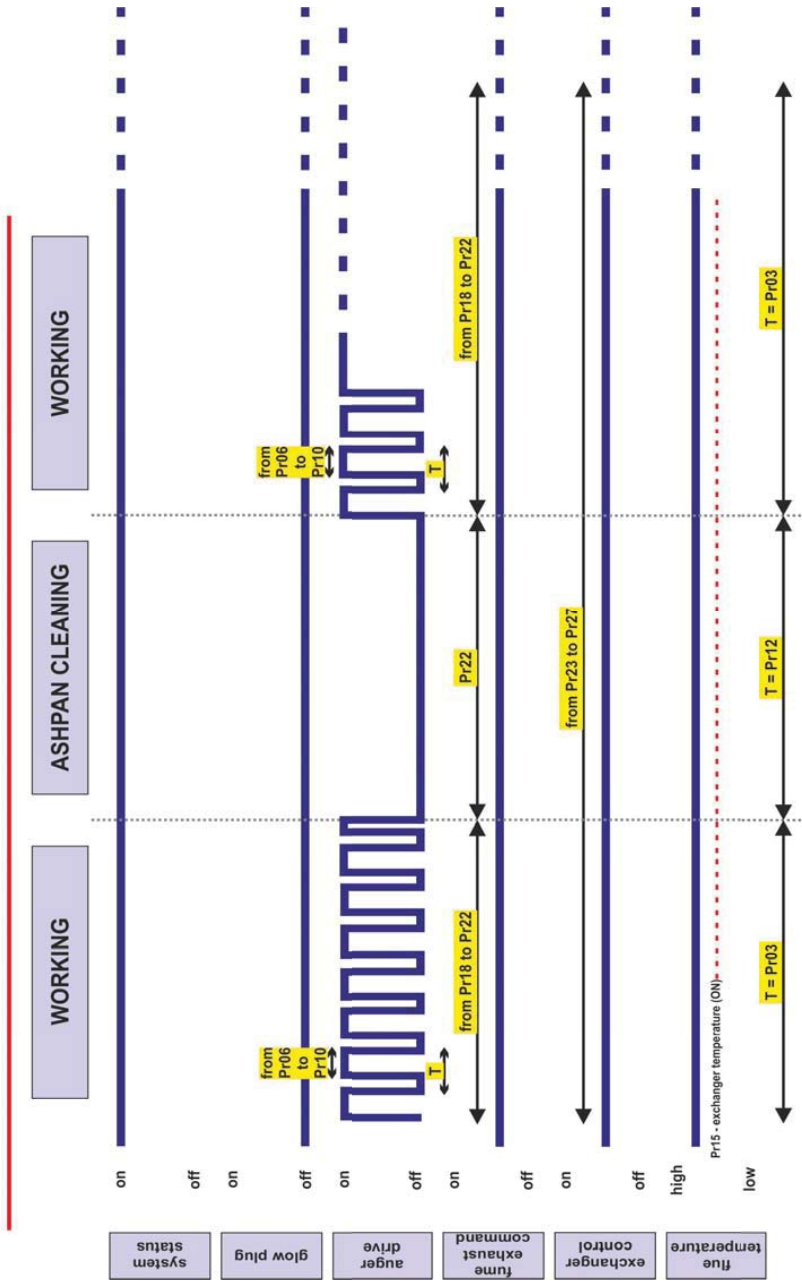 WORKING
ASHPAN CLEANING
WORKING
system
status
on
off
glow plug
on
off
auger
drive
on
off
from
Pr06
to
Pr10
T
from
Pr06
to
Pr10
T
fume
exhaust
command
on
off
from Pr18 to Pr22
Pr22
from Pr18 to Pr22
exchanger
control
on
off
from Pr23 to Pr27
flue
temperature
high
low
Pr15 - exchanger temperature (ON)
T = Pr03
T = Pr12
T = Pr03